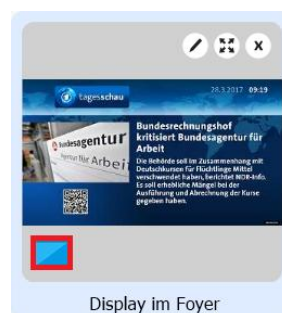 x
tagesschau
28.3.2017 09:19
Bundesrechnungshof
kritisiert Bundesagentur für
Arbeit
Die Behörde soll im Zusammenhang mit
Deutschkursen für Flüchtlinge Mittel
verschwendet haben, berichtet NDR-Info.
Es soll erhebliche Mängel bei der
Ausführung und Abrechnung der Kurse
gegeben haben.
Bundesagentur
Agentur für Arbei
Display im Foyer